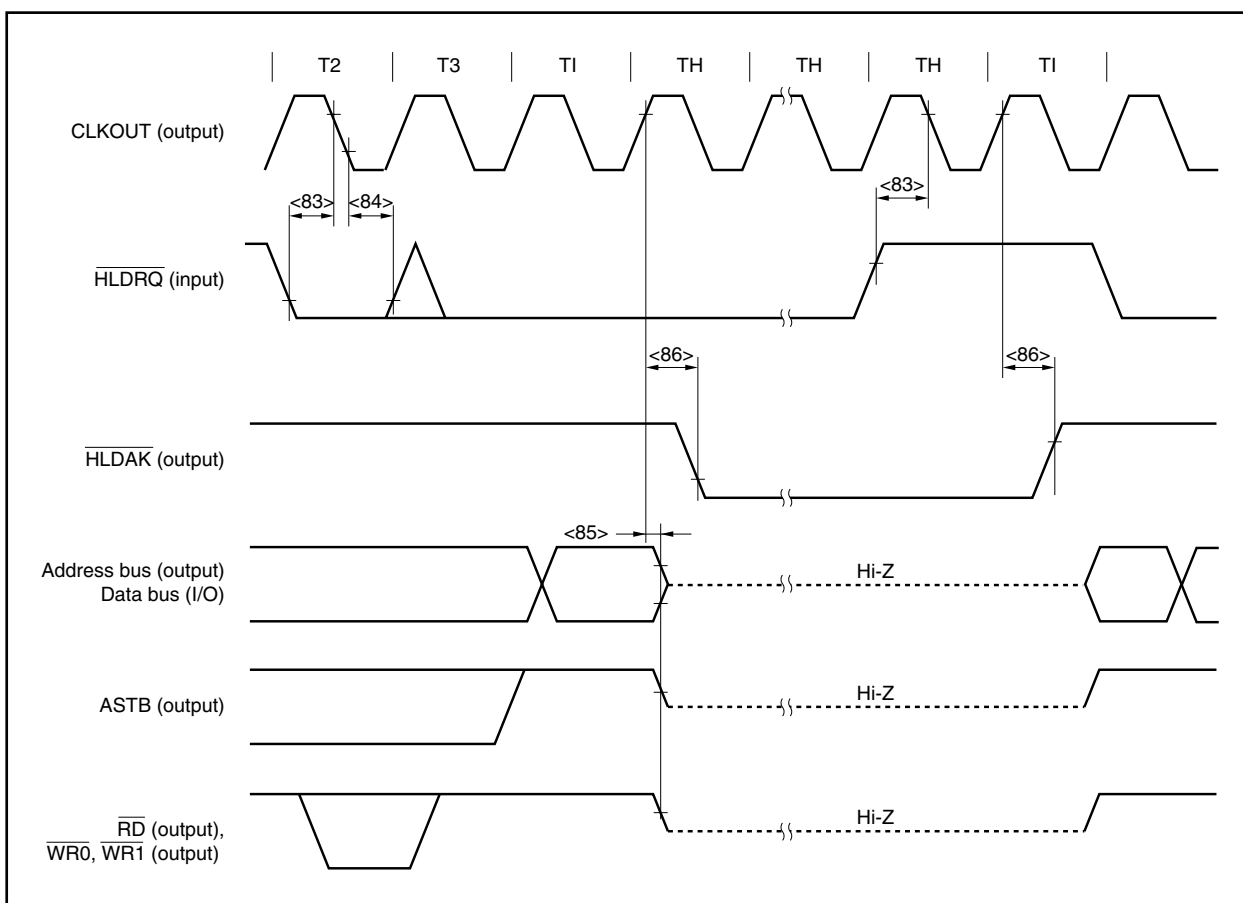 T2 T3 TI TH TH TH TI
CLKOUT (output)
<83> <84> <83>
HLDRQ (input)
<86> <86>
HLDAK (output)
<85>
Address bus (output)
Data bus (I/O)
Hi-Z
ASTB (output)
Hi-Z
RD (output),
WR0, WR1 (output)
Hi-Z